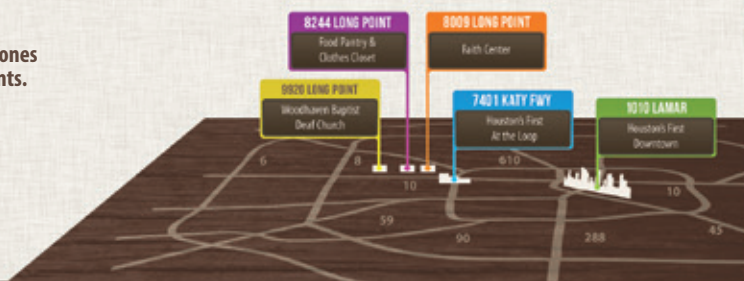 ones
nts.
8244 LONG POINT
Food Pantry &
Clothes Closet
8009 LONG POINT
Faith Center
9920 LONG POINT
Woodhaven Baptist
Deaf Church
7401 KATY FWY
Houston's First
At the Loop
1010 LAMAR
Houston's First
Downtown
6
8
10
610
10
59
90
288
45